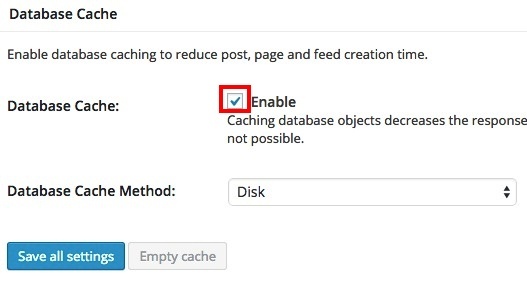 Database Cache
Enable database caching to reduce post, page and feed creation time.
Database Cache:
Enable
Caching database objects decreases the response
not possible.
Database Cache Method:
Disk
Save all settings
Empty cache